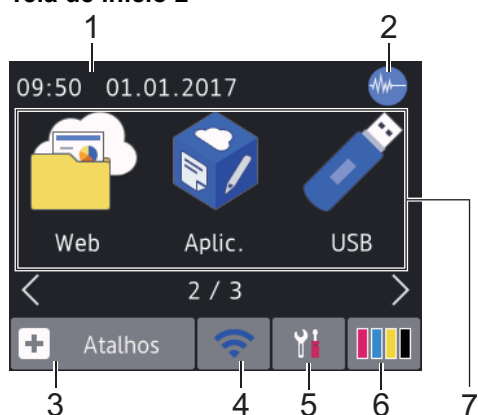 Tela de início 2
1
2
09:50 01.01.2017
Web Aplic. USB
2 / 3
Atalhos
3 4 5 6 7